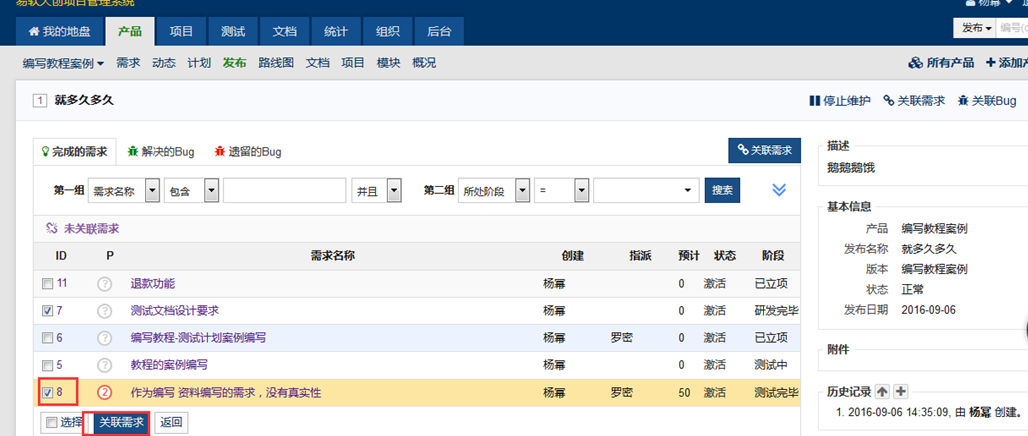 易软天创项目管理系统
杨幂
我的地盘 产品 项目 测试 文档 统计 组织 后台
发布 编号(
编写教程案例 需求 动态 计划 发布 路线图 文档 项目 模块 概况
所有产品 添加产
1 就多久多久
停止维护 关联需求 关联Bug
完成的需求 解决的Bug 遗留的Bug
关联需求
第一组 需求名称 包含 并且 第二组 所处阶段 = 搜索
未关联需求
ID P 需求名称 创建 指派 预计 状态 阶段
11 ? 退款功能 杨幂 0 激活 已立项
7 ? 测试文档设计要求 杨幂 0 激活 研发完毕
6 ? 编写教程-测试计划案例编写 杨幂 罗密 0 激活 已立项
5 ? 教程的案例编写 杨幂 0 激活 测试中
8 2 作为编写 资料编写的需求，没有真实性 杨幂 罗密 50 激活 测试完毕
选择 关联需求 返回
描述
鹅鹅鹅饿
基本信息
产品 编写教程案例
发布名称 就多久多久
版本 编写教程案例
状态 正常
发布日期 2016-09-06
附件
历史记录
1. 2016-09-06 14:35:09, 由 杨幂 创建。